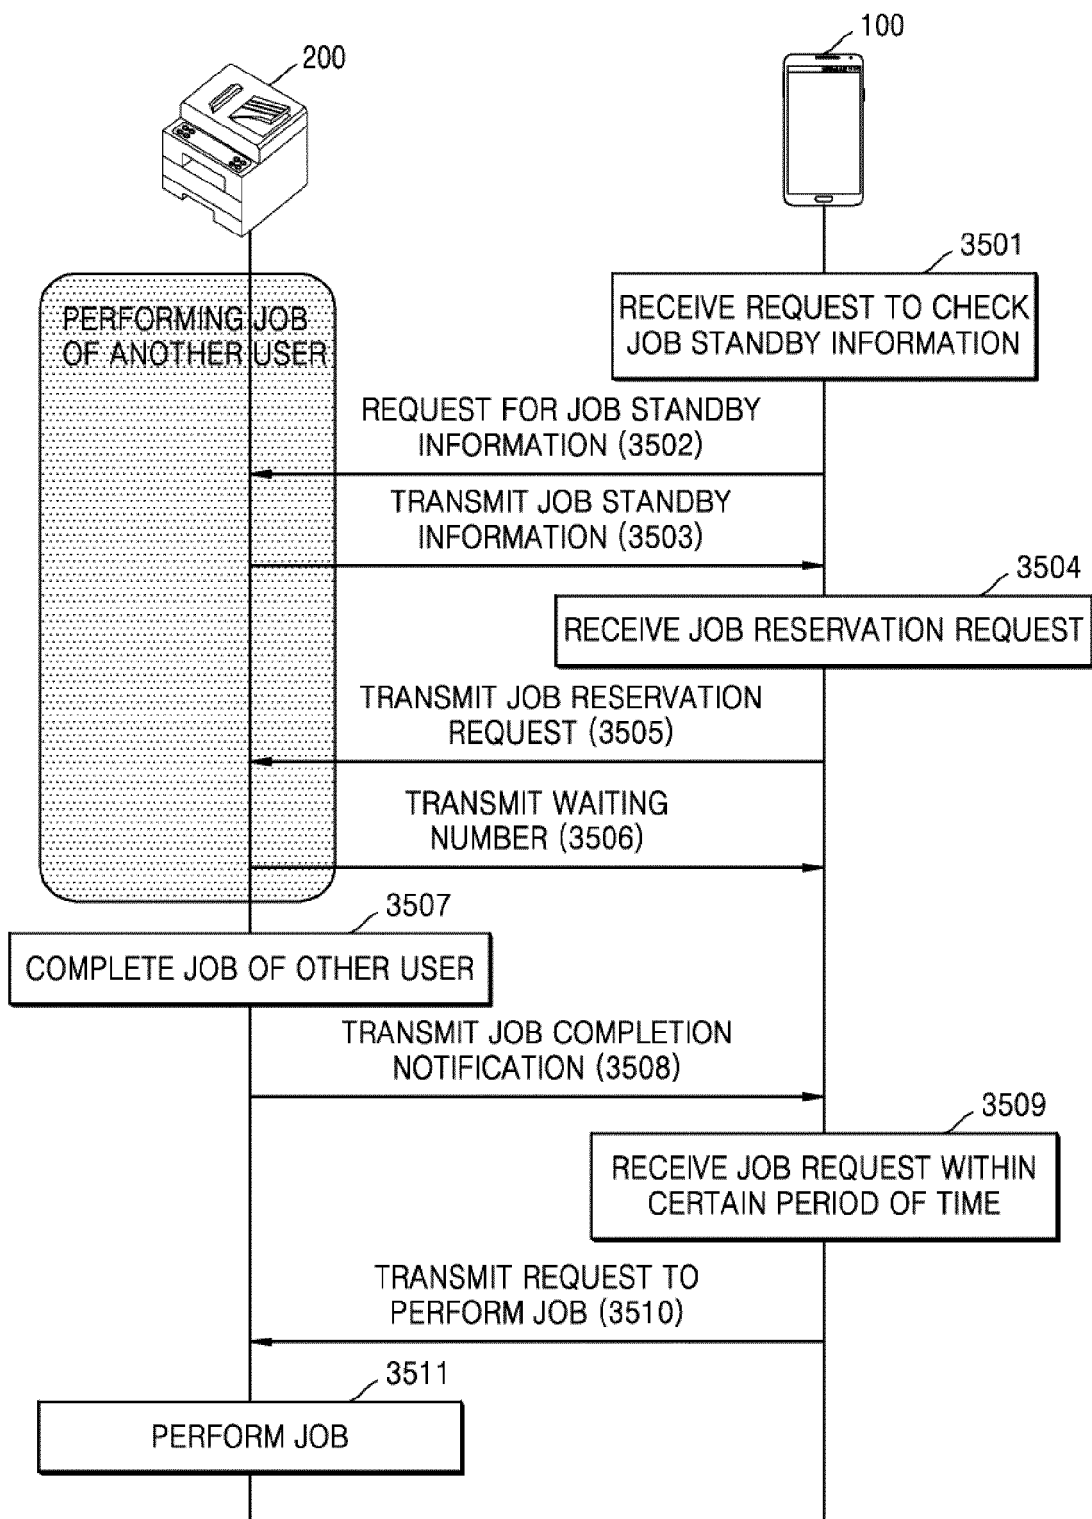 100
200
3501
RECEIVE REQUEST TO CHECK
JOB STANDBY INFORMATION
PERFORMING JOB
OF ANOTHER USER
REQUEST FOR JOB STANDBY
INFORMATION (3502)
TRANSMIT JOB STANDBY
INFORMATION (3503)
3504
RECEIVE JOB RESERVATION REQUEST
TRANSMIT JOB RESERVATION
REQUEST (3505)
TRANSMIT WAITING
NUMBER (3506)
3507
COMPLETE JOB OF OTHER USER
TRANSMIT JOB COMPLETION
NOTIFICATION (3508)
3509
RECEIVE JOB REQUEST WITHIN
CERTAIN PERIOD OF TIME
TRANSMIT REQUEST TO
PERFORM JOB (3510)
3511
PERFORM JOB